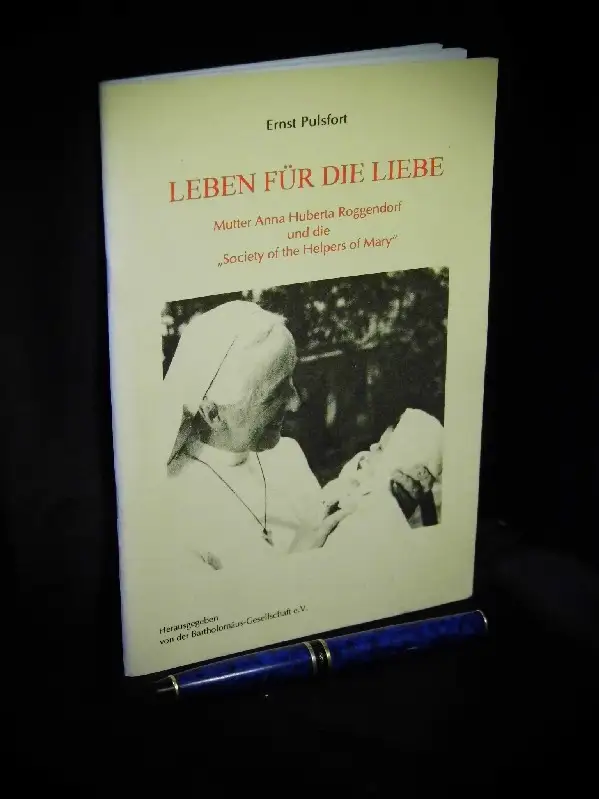 Ernst Pulsfort
LEBEN FÜR DIE LIEBE
Mutter Anna Huberta Roggendorf
und die
„Society of the Helpers of Mary“
Herausgegeben
von der Bartholomäus-Gesellschaft e.V.